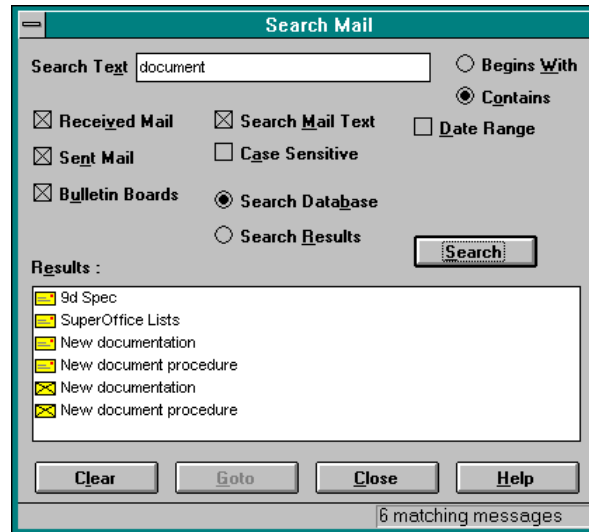 Search Mail
Search Text document
Begins With
Contains
Received Mail
Search Mail Text
Date Range
Sent Mail
Case Sensitive
Bulletin Boards
Search Database
Search Results
Search
Results :
9d Spec
SuperOffice Lists
New documentation
New document procedure
New documentation
New document procedure
Clear Goto Close Help
6 matching messages